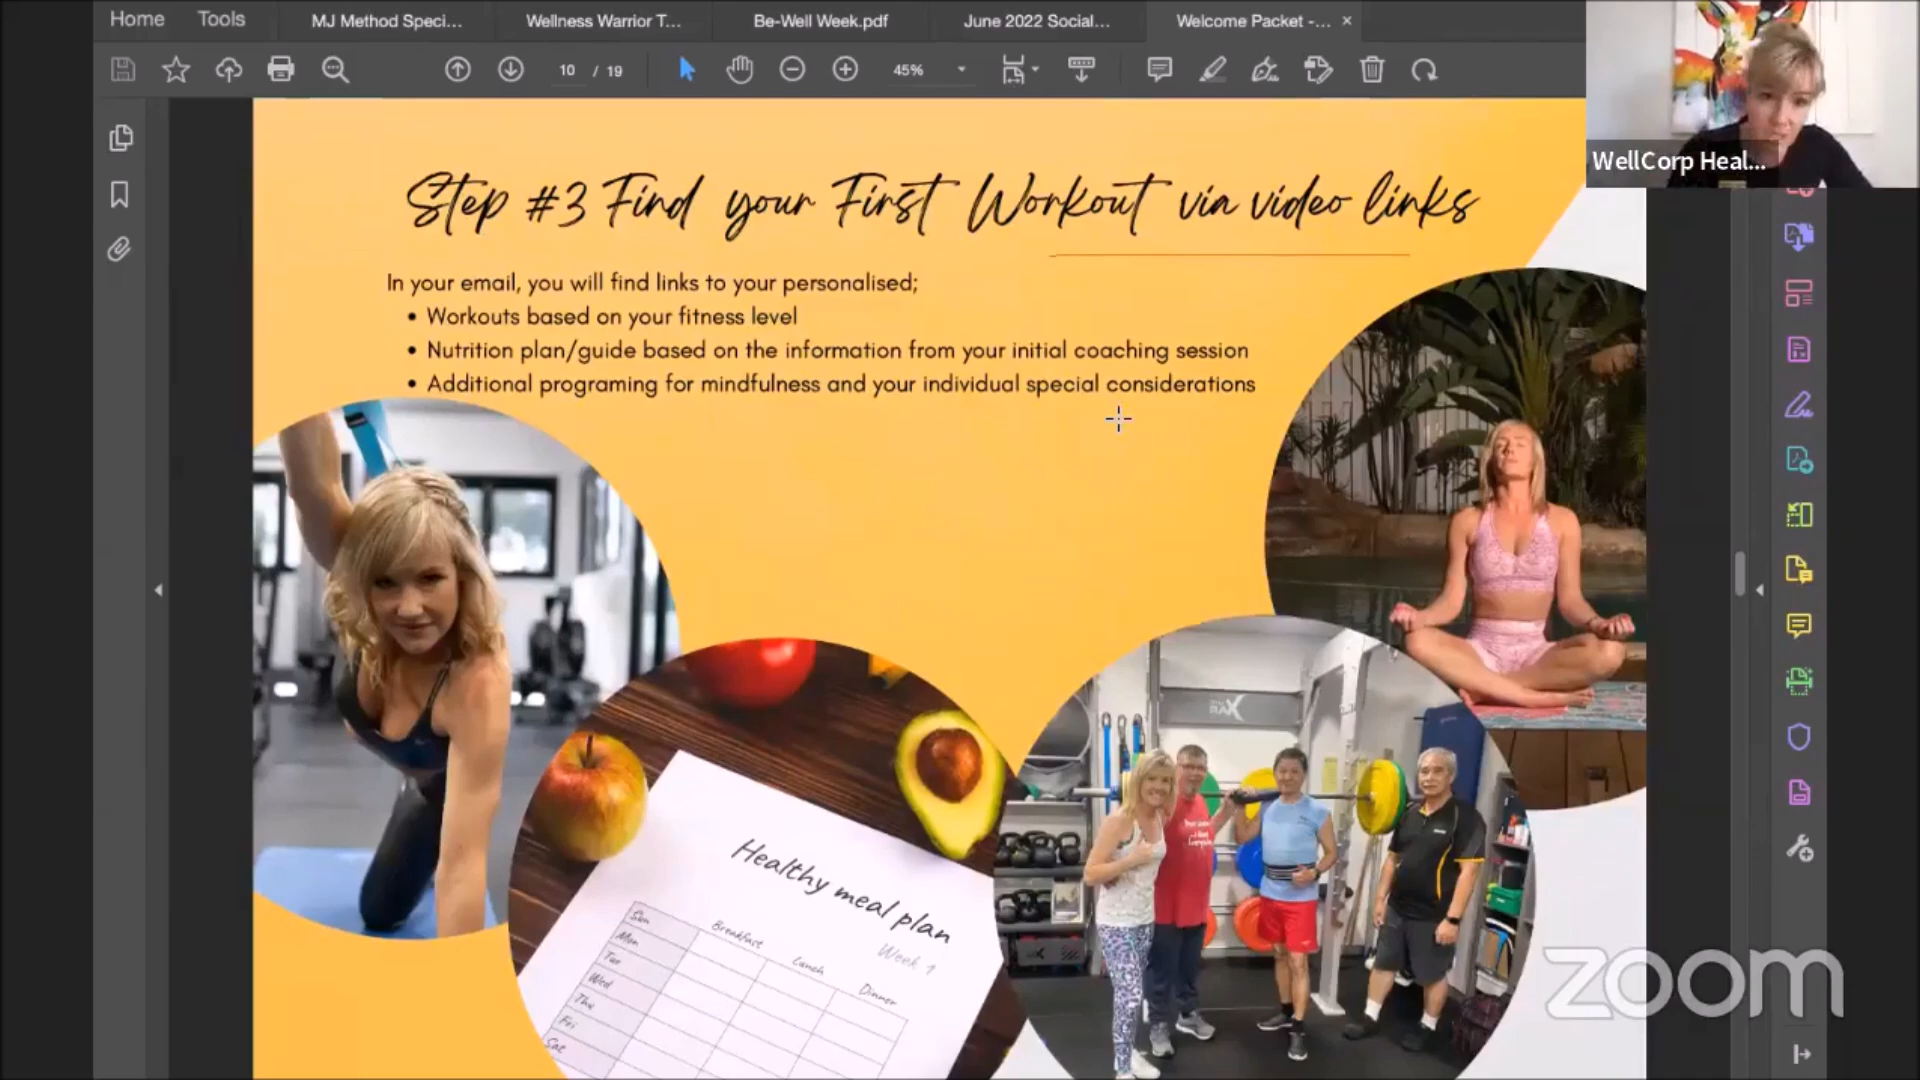 Home
Tools
MJ Method Speci...
Wellness Warrior T...
Be-Well Week.pdf
June 2022 Social...
Welcome Packet -... ×
10 / 19
45%
WellCorp Heal...
Step #3 Find your First Workout via video links
In your email, you will find links to your personalised;
• Workouts based on your fitness level
• Nutrition plan/guide based on the information from your initial coaching session
• Additional programing for mindfulness and your individual special considerations
Healthy meal plan
Week 1
Breakfast
Lunch
Dinner
Sun
Mon
Tue
Wed
Thu
Fri
Sat
zoom